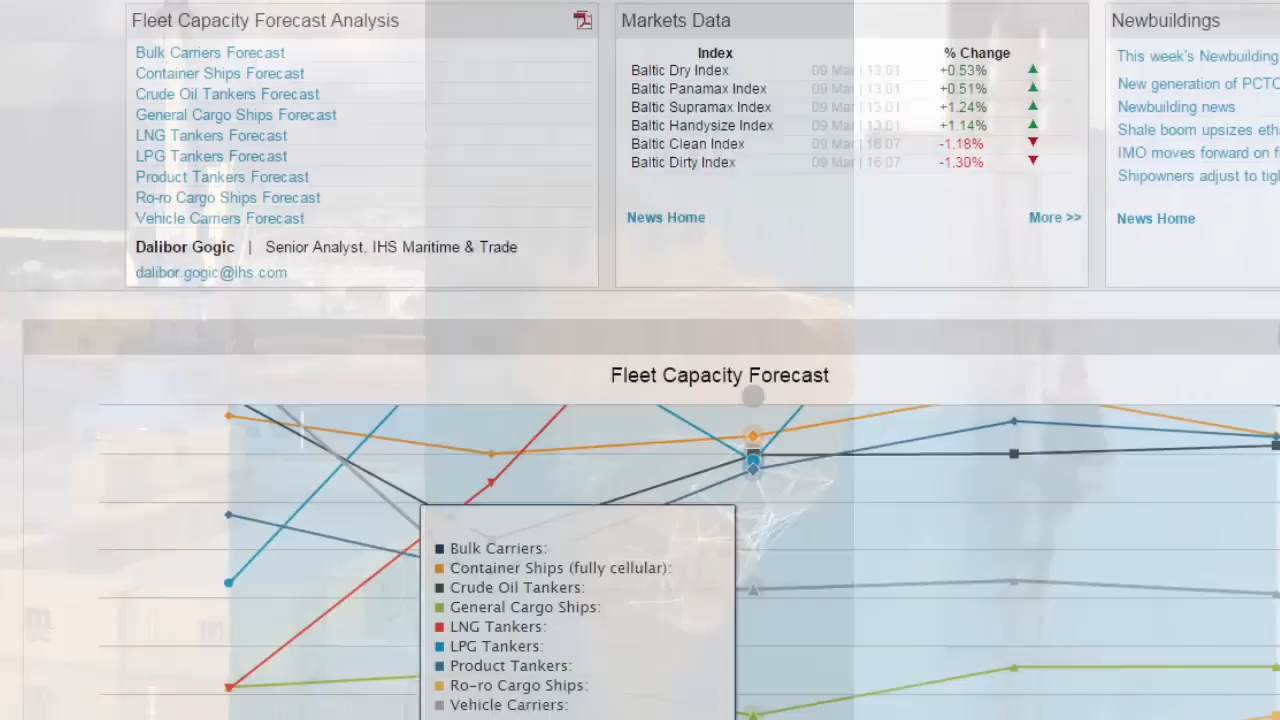 Fleet Capacity Forecast Analysis
Bulk Carriers Forecast
Container Ships Forecast
Crude Oil Tankers Forecast
General Cargo Ships Forecast
LNG Tankers Forecast
LPG Tankers Forecast
Product Tankers Forecast
Ro-ro Cargo Ships Forecast
Vehicle Carriers Forecast
Dalibor Gogic | Senior Analyst, IHS Maritime & Trade
dalibor.gogic@ihs.com
Markets Data
Index % Change
Baltic Dry Index 09 Mar | 13.01 +0.53%
Baltic Panamax Index 09 Mar | 13.01 +0.51%
Baltic Supramax Index 09 Mar | 13.01 +1.24%
Baltic Handysize Index 09 Mar | 13.01 +1.14%
Baltic Clean Index 09 Mar | 16.07 -1.18%
Baltic Dirty Index 09 Mar | 16.07 -1.30%
News Home More >>
Newbuildings
This week's Newbuilding
New generation of PCTC
Newbuilding news
Shale boom upsizes eth
IMO moves forward on f
Shipowners adjust to tigh
News Home
Fleet Capacity Forecast
Bulk Carriers:
Container Ships (fully cellular):
Crude Oil Tankers:
General Cargo Ships:
LNG Tankers:
LPG Tankers:
Product Tankers:
Ro-ro Cargo Ships:
Vehicle Carriers: